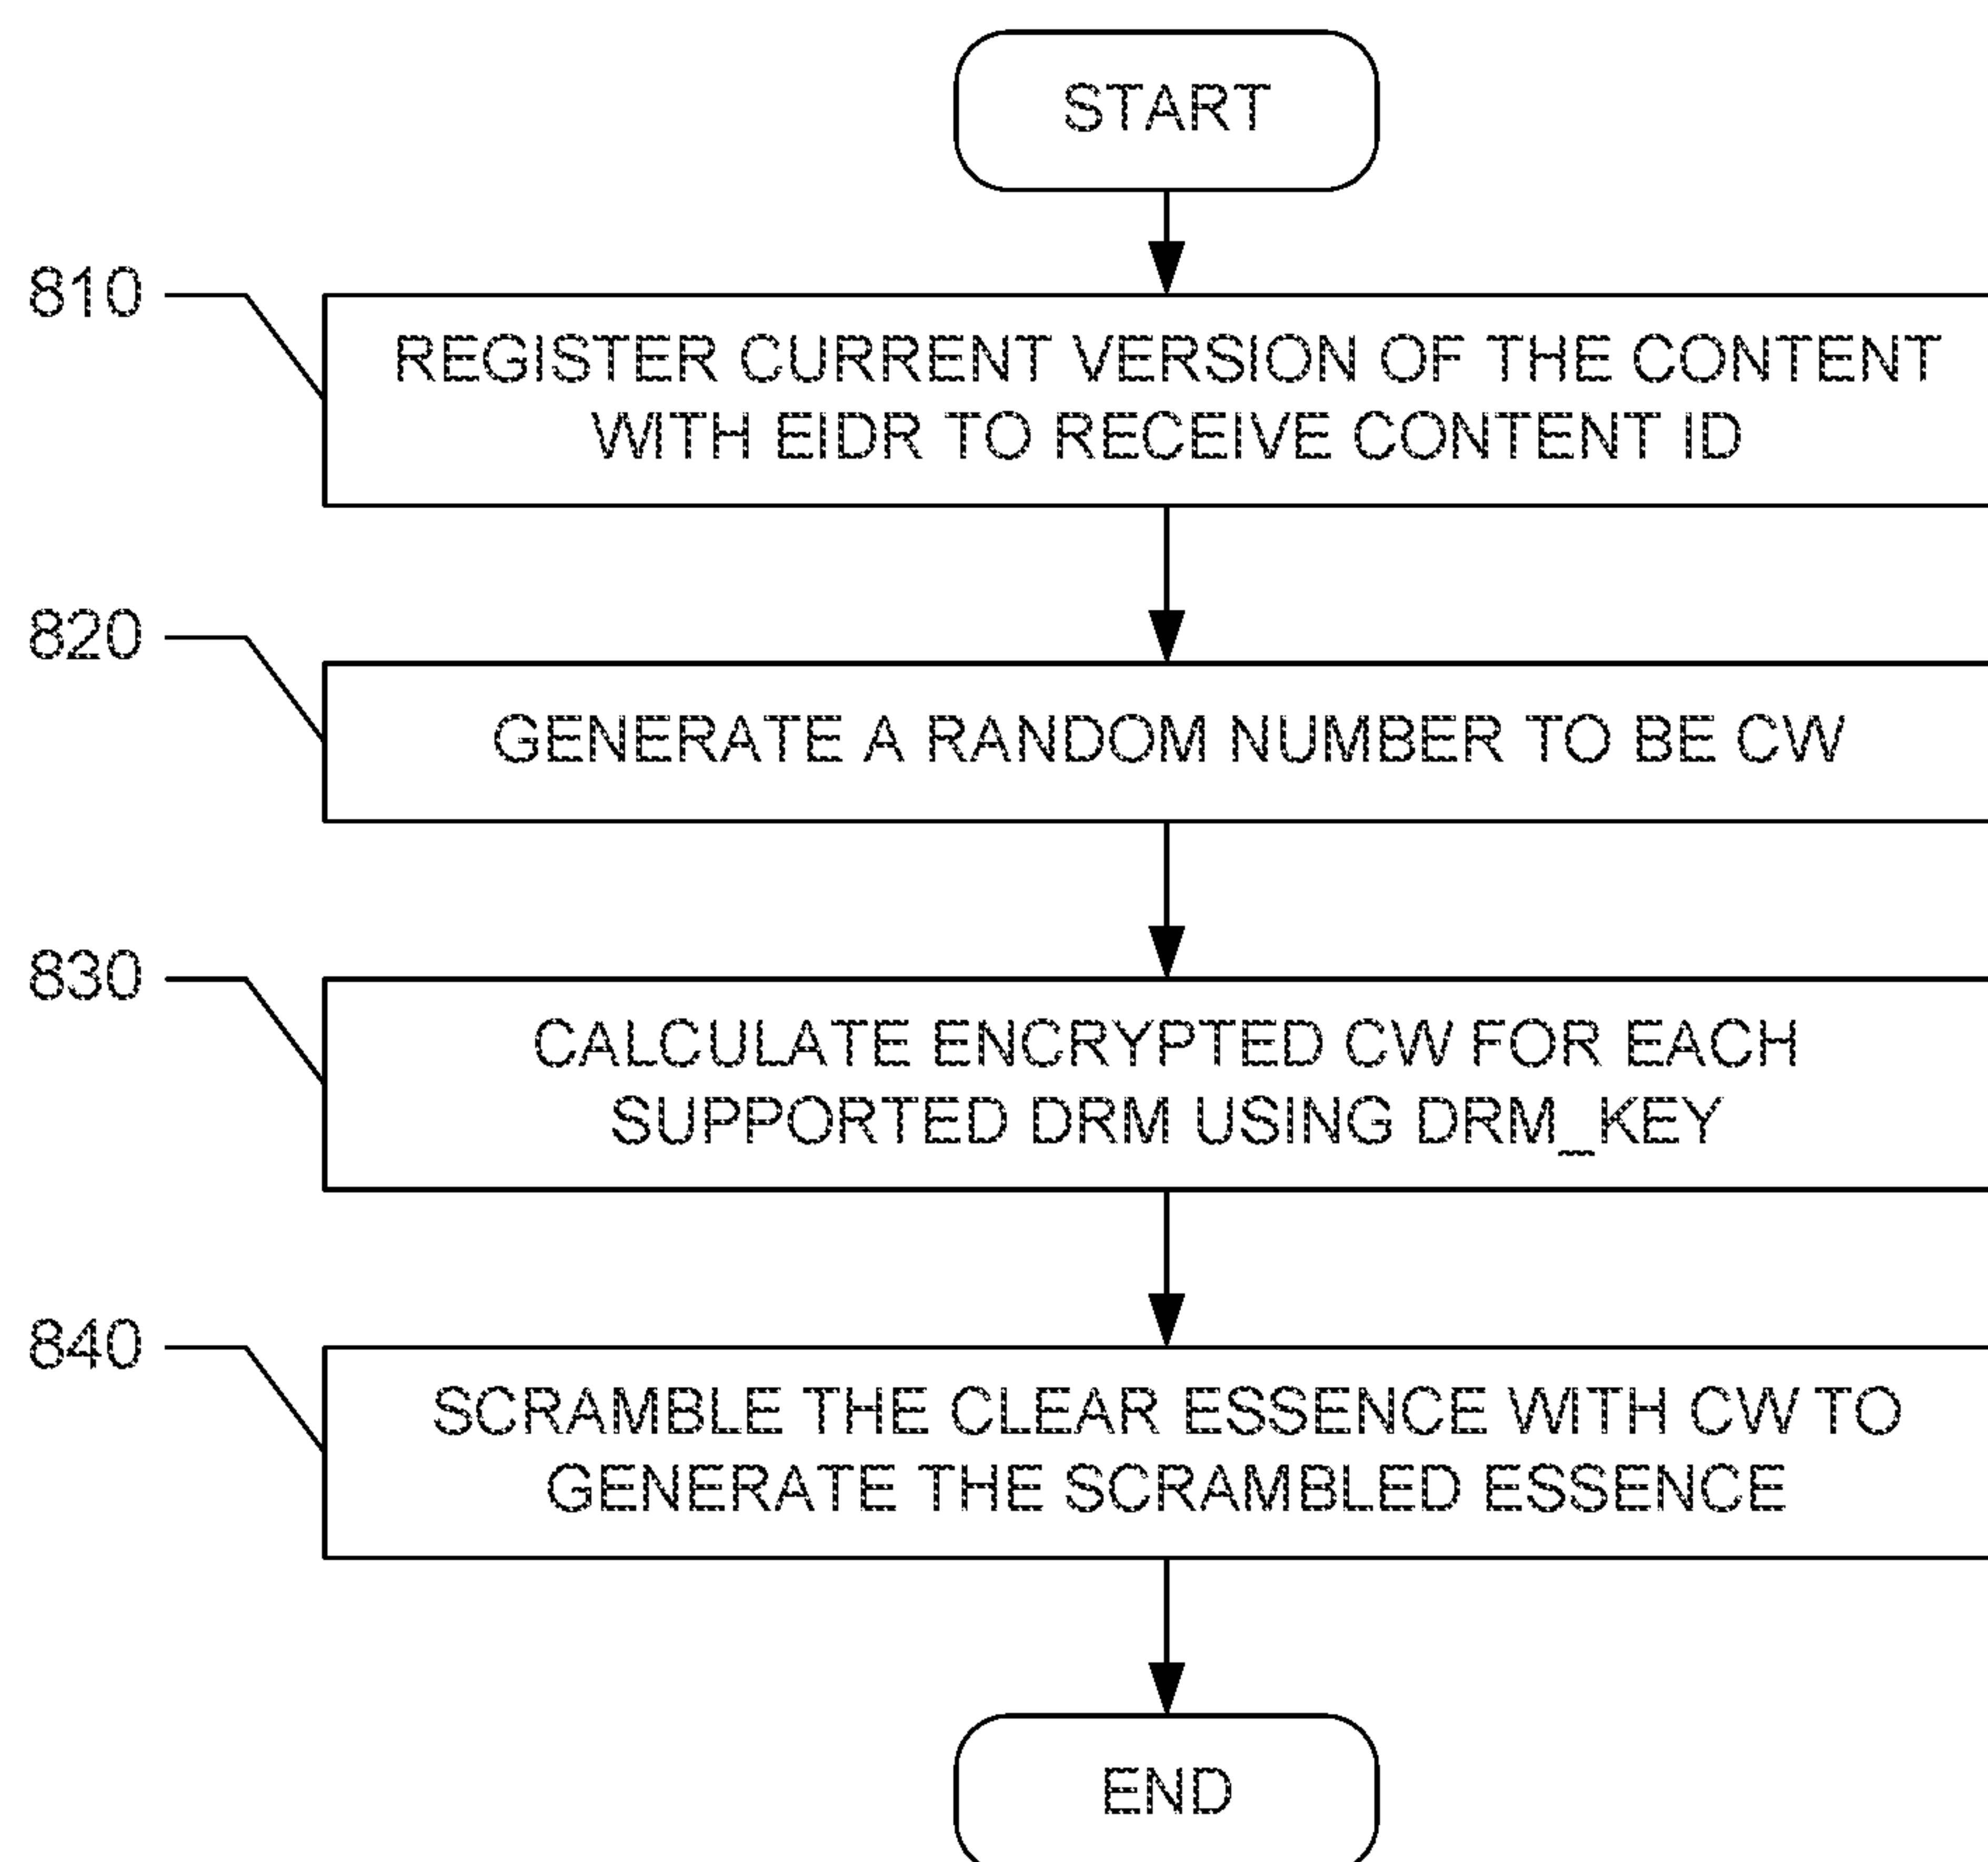 START
810
REGISTER CURRENT VERSION OF THE CONTENT
WITH EIDR TO RECEIVE CONTENT ID
820
GENERATE A RANDOM NUMBER TO BE CW
830
CALCULATE ENCRYPTED CW FOR EACH
SUPPORTED DRM USING DRM_KEY
840
SCRAMBLE THE CLEAR ESSENCE WITH CW TO
GENERATE THE SCRAMBLED ESSENCE
END